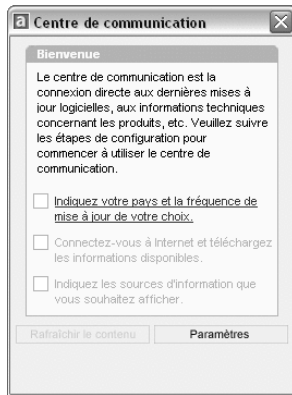 a Centre de communication
Bienvenue
Le centre de communication est la
connexion directe aux dernières mises à
jour logicielles, aux informations techniques
concernant les produits, etc. Veuillez suivre
les étapes de configuration pour
commencer à utiliser le centre de
communication.
Indiquez votre pays et la fréquence de
mise à jour de votre choix.
Connectez-vous à Internet et téléchargez
les informations disponibles.
Indiquez les sources d'information que
vous souhaitez afficher.
Rafraîchir le contenu Paramètres